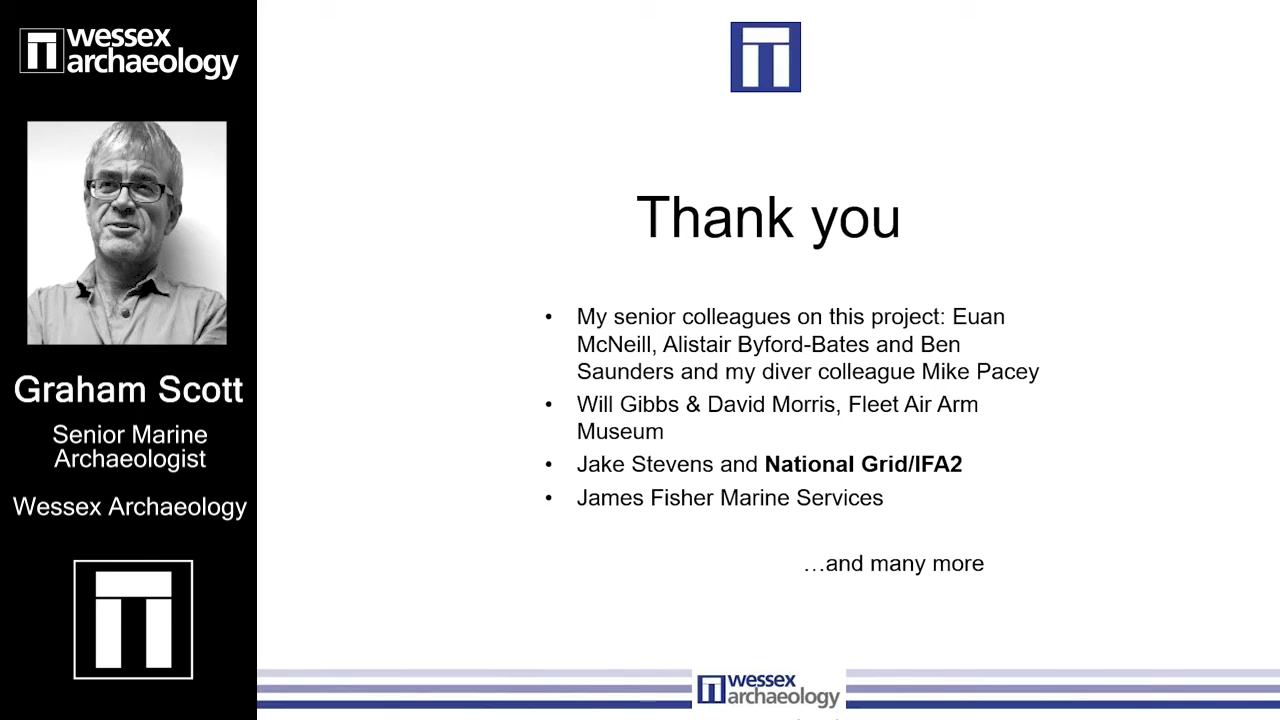 wessex
archaeology
Graham Scott
Senior Marine
Archaeologist
Wessex Archaeology
Thank you
• My senior colleagues on this project: Euan
McNeill, Alistair Byford-Bates and Ben
Saunders and my diver colleague Mike Pacey
• Will Gibbs & David Morris, Fleet Air Arm
Museum
• Jake Stevens and National Grid/IFA2
• James Fisher Marine Services
…and many more
wessex
archaeology